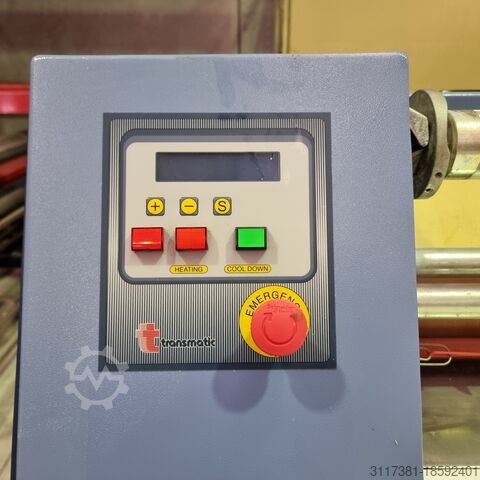 + - S
HEATING COOL DOWN
EMERGENC
t transmatic
3117381-18592401